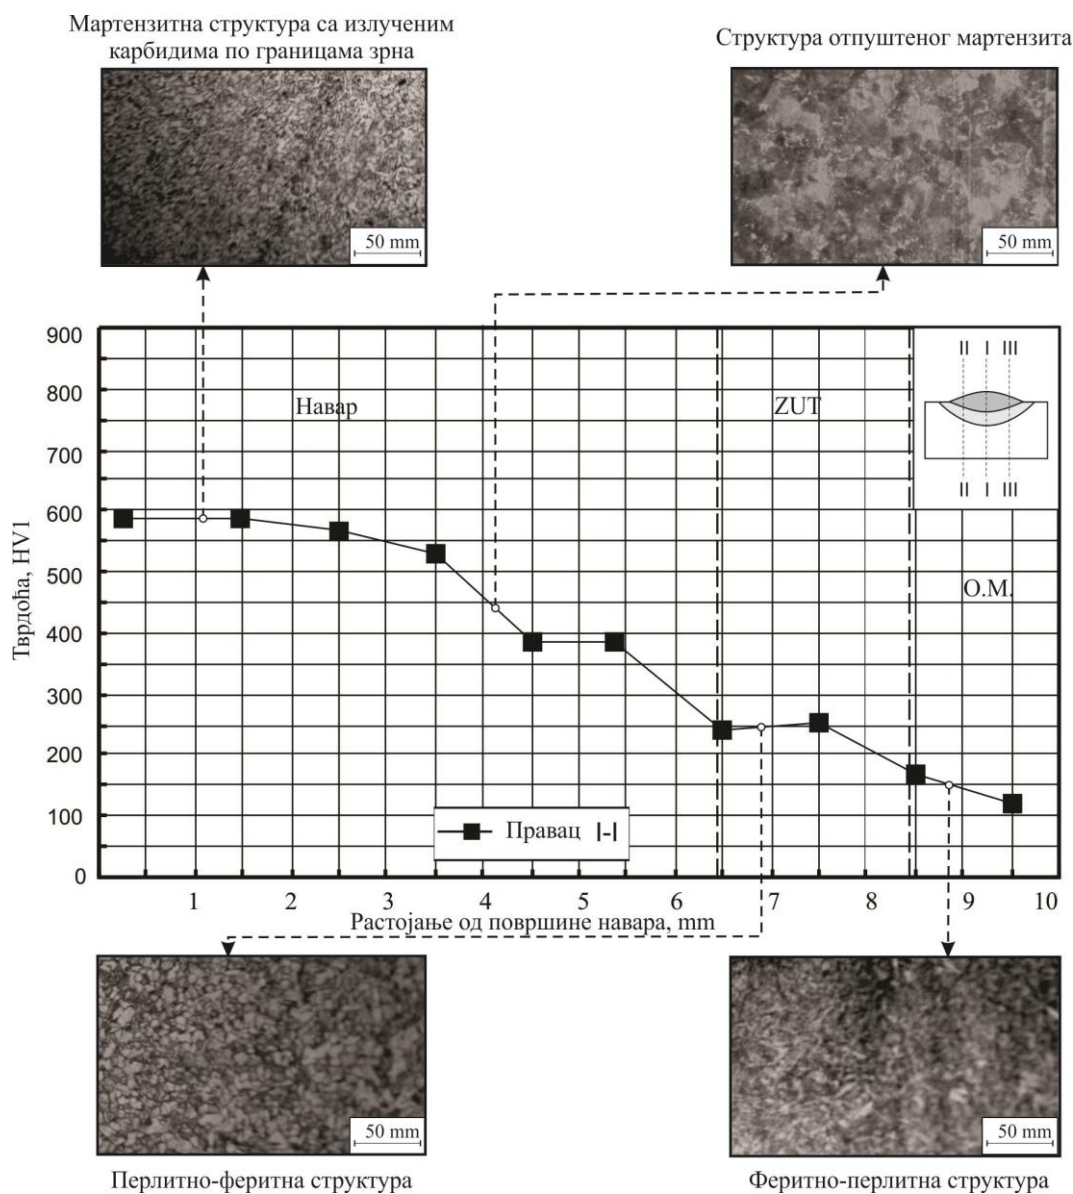 Мартензитна структура са излученим
карбидима по границама зрна
Структура отпуштеног мартензита
50 mm
50 mm
900
800
700
600
500
400
300
200
100
0
Тврдоћа, HV1
Навар
ZUT
О.М.
II I III
II I III
Правац I-I
1 2 3 4 5 6 7 8 9 10
Растојање од површине навара, mm
50 mm
50 mm
Перлитно-феритна структура
Феритно-перлитна структура